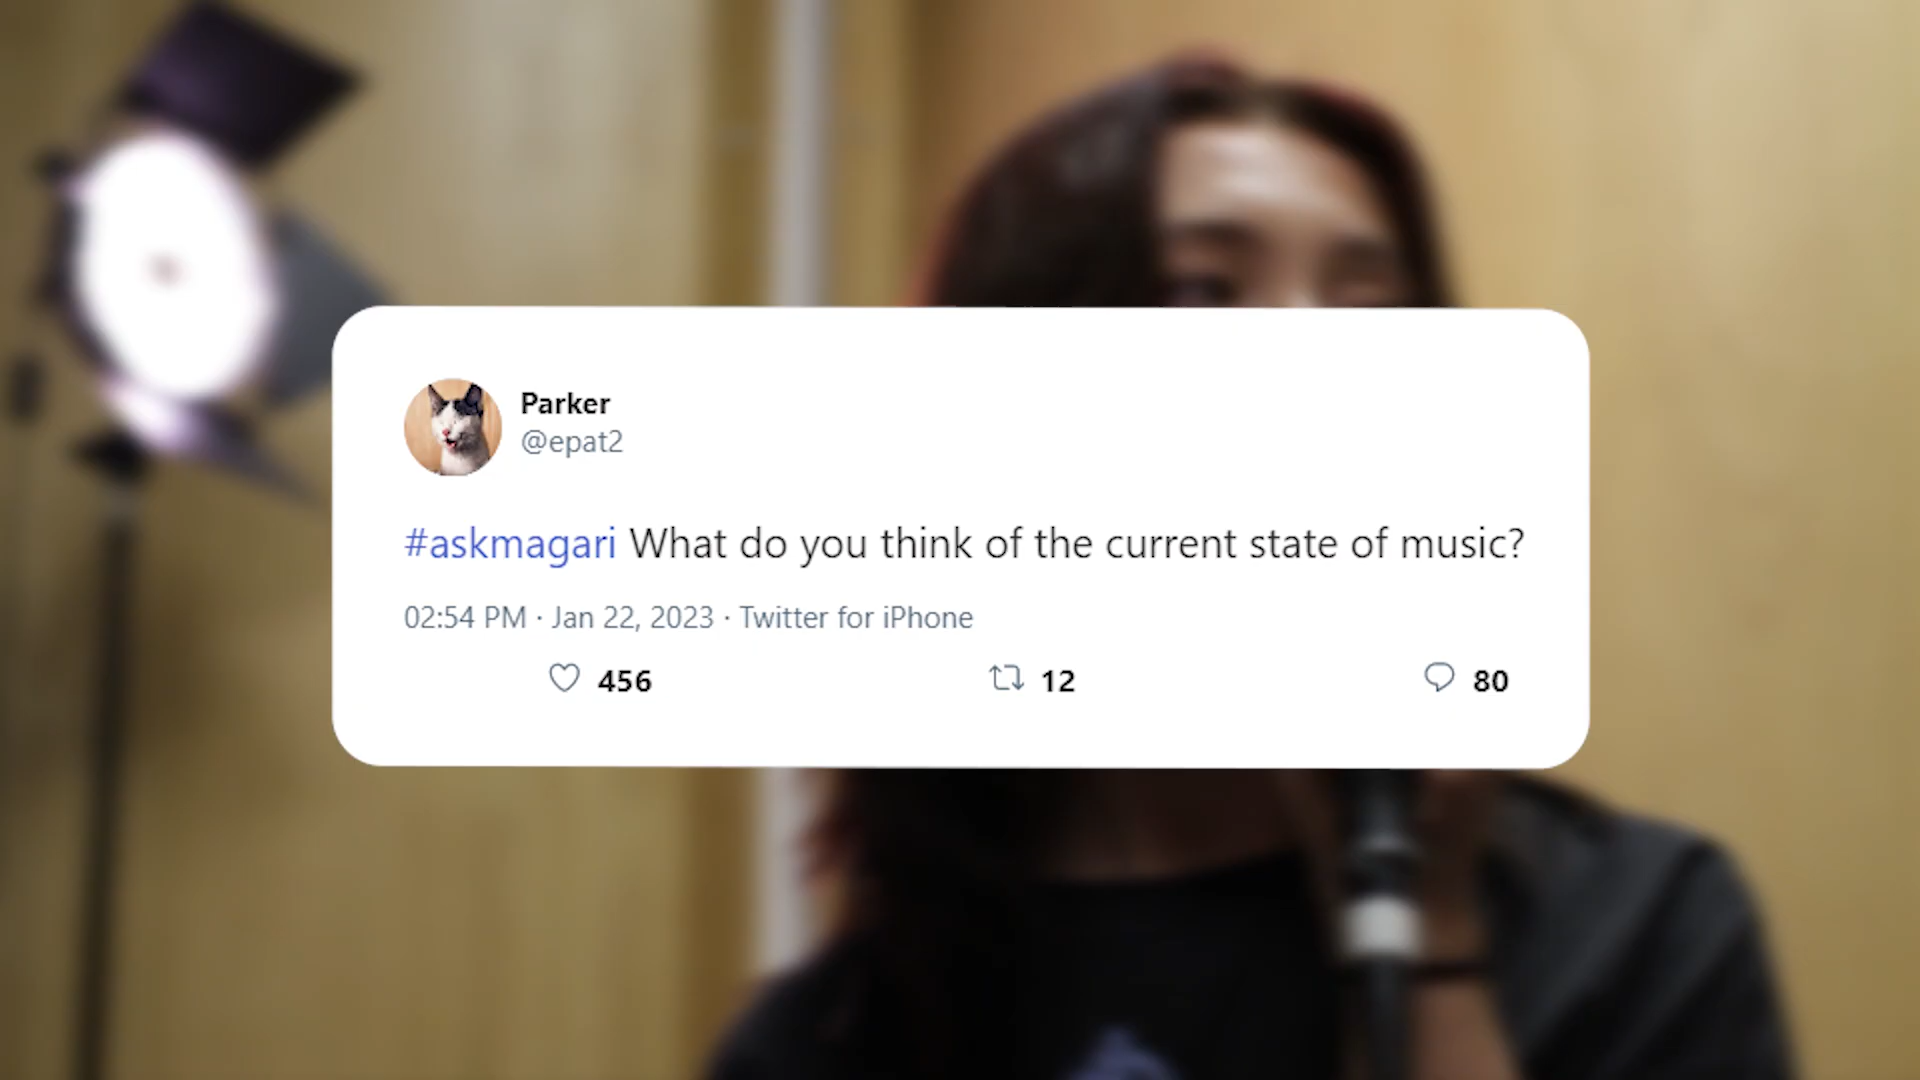 Parker
@epat2
#askmagari What do you think of the current state of music?
02:54 PM · Jan 22, 2023 · Twitter for iPhone
456 12 80